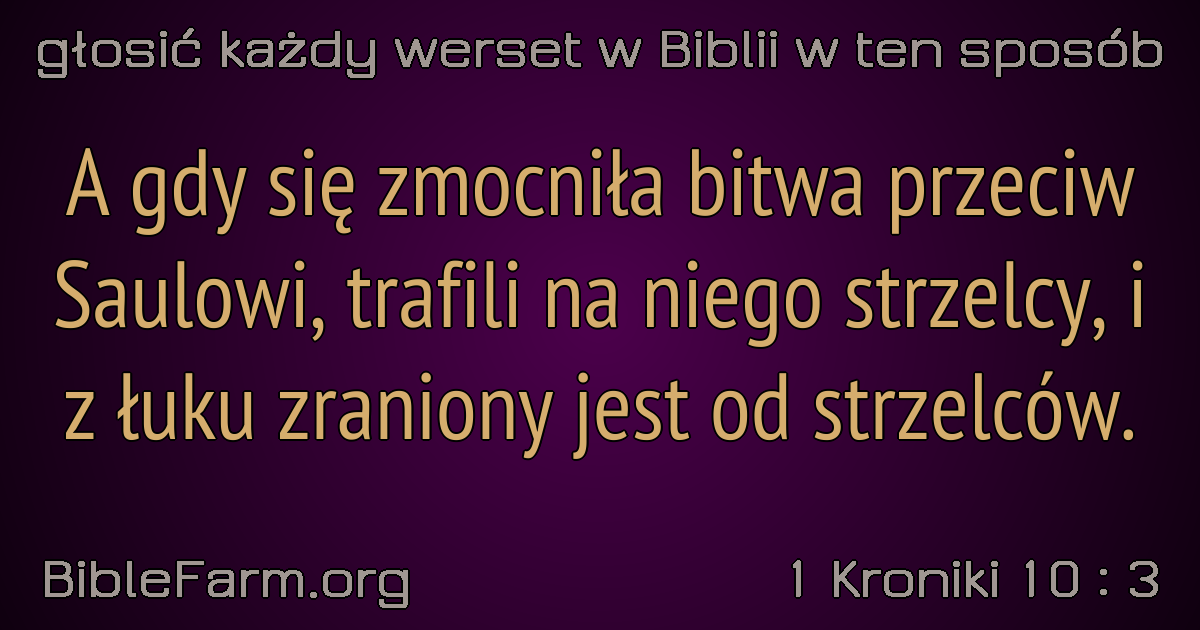 głosić każdy werset w Biblii w ten sposób
A gdy się zmocniła bitwa przeciw
Saulowi, trafili na niego strzelcy, i
z łuku zraniony jest od strzelców.
BibleFarm.org
1 Kroniki 10 : 3